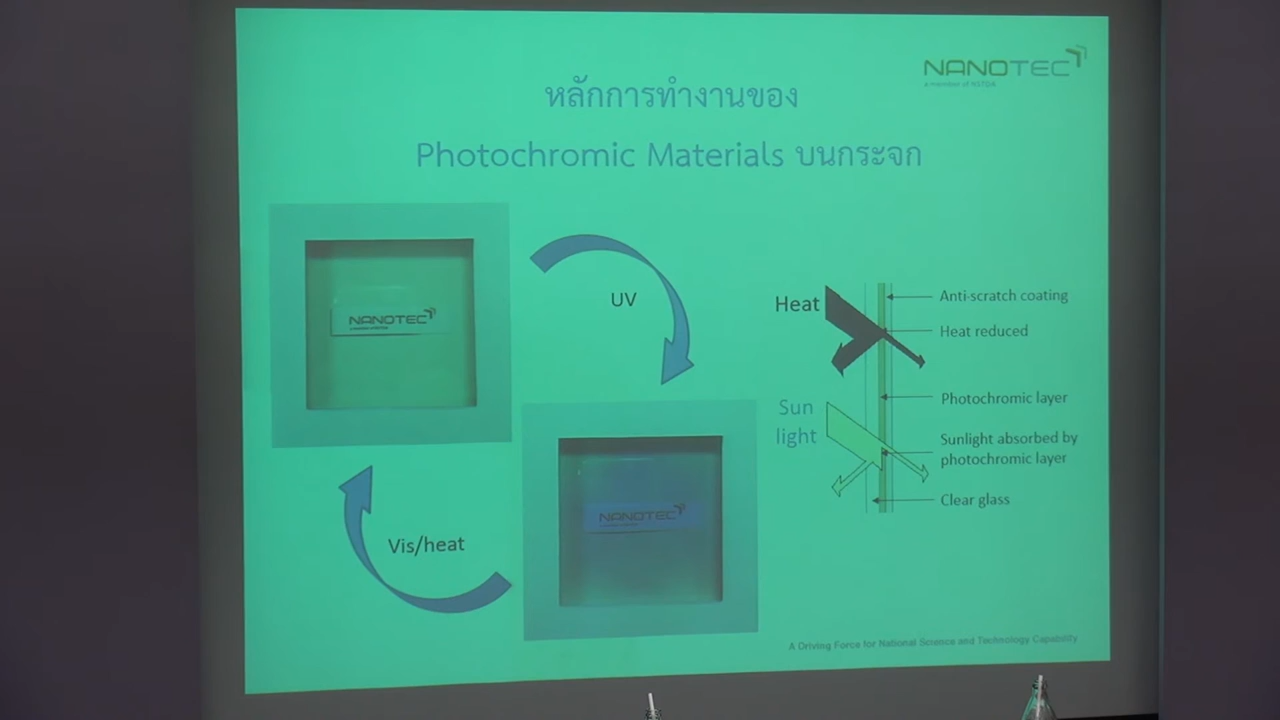 NANOTEC
a member of NSTDA
หลักการทำงานของ
Photochromic Materials บนกระจก
NANOTEC
UV
Heat
Anti-scratch coating
Heat reduced
Photochromic layer
Sun
light
Sunlight absorbed by
photochromic layer
Clear glass
NANOTEC
Vis/heat
A Driving Force for National Science and Technology Capability